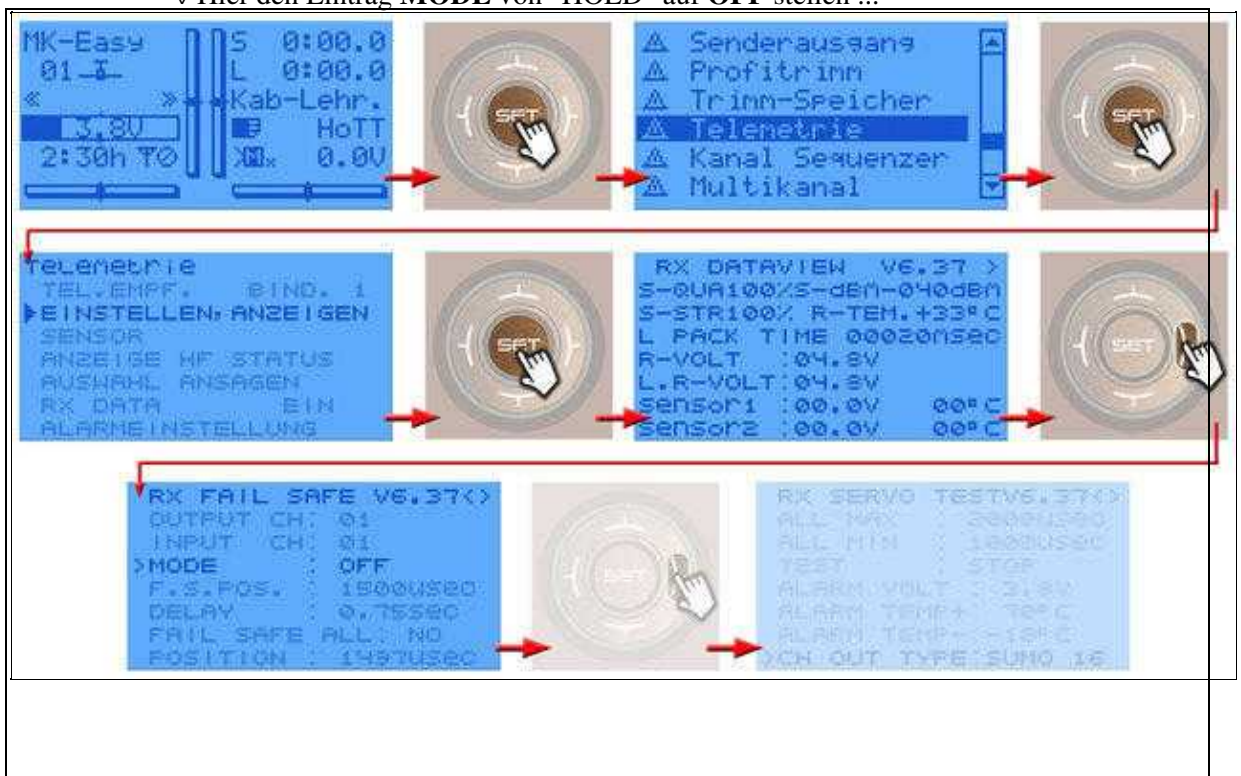 Hier den Eintrag MODE von "HOLD" auf OFF stellen ...
MK-Easy
01
« »
3.8V
2:30h
S 0:00.0
L 0:00.0
Kab-Lehr.
HoTT
0.0V
SET
Senderausgang
Profitrimm
Trimm-Speicher
Telemetrie
Kanal Sequenzer
Multikanal
SET
Telemetrie
TEL.EMPF. BIND. 1
EINSTELLEN, ANZEIGEN
SENSOR
ANZEIGE HF STATUS
AUSWAHL ANSAGEN
RX DATA EIN
ALARMEINSTELLUNG
SET
RX DATAVIEW V6.37 >
S-QUA100%S-dBm-040dBm
S-STR100% R-TEM.+33°C
L PACK TIME 00020msec
R-VOLT :04.8V
L.R-VOLT:04.8V
Sensor1 :00.0V 00°C
Sensor2 :00.0V 00°C
SET
RX FAIL SAFE V6.37<>
OUTPUT CH: 01
INPUT CH: 01
>MODE : OFF
F.S.POS. : 1500usec
DELAY : 0.75sec
FAIL SAFE ALL: NO
POSITION : 1497usec
SET
RX SERVO TESTV6.37<>
ALL MAX : 2000usec
ALL MIN : 1000usec
TEST : STOP
ALARM VOLT : 3.8V
ALARM TEMP+ 70°C
ALARM TEMP- -10°C
>CH OUT TYPE:SUMO 16